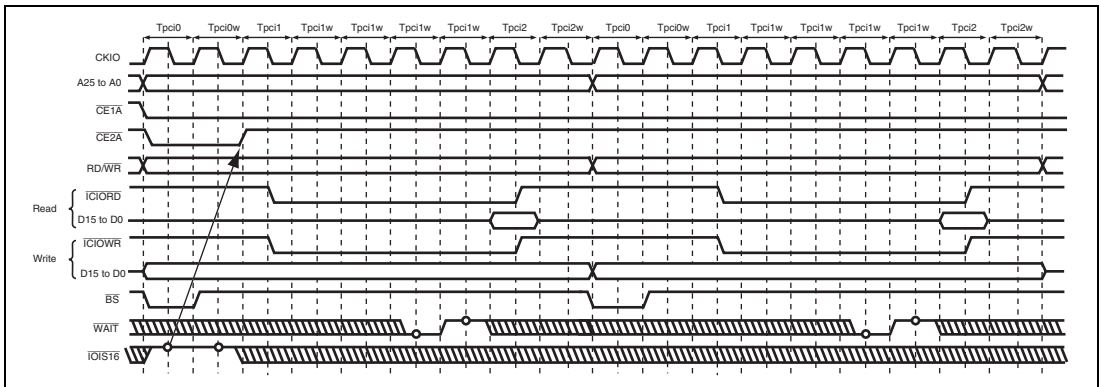 Tpci0 Tpci0w Tpci1 Tpci1w Tpci1w Tpci1w Tpci1w Tpci2 Tpci2w Tpci0 Tpci0w Tpci1 Tpci1w Tpci1w Tpci1w Tpci1w Tpci2 Tpci2w
CKIO
A25 to A0
CE1A
CE2A
RD/WR
Read
ICIORD
D15 to D0
Write
ICIOWR
D15 to D0
BS
WAIT
IOIS16